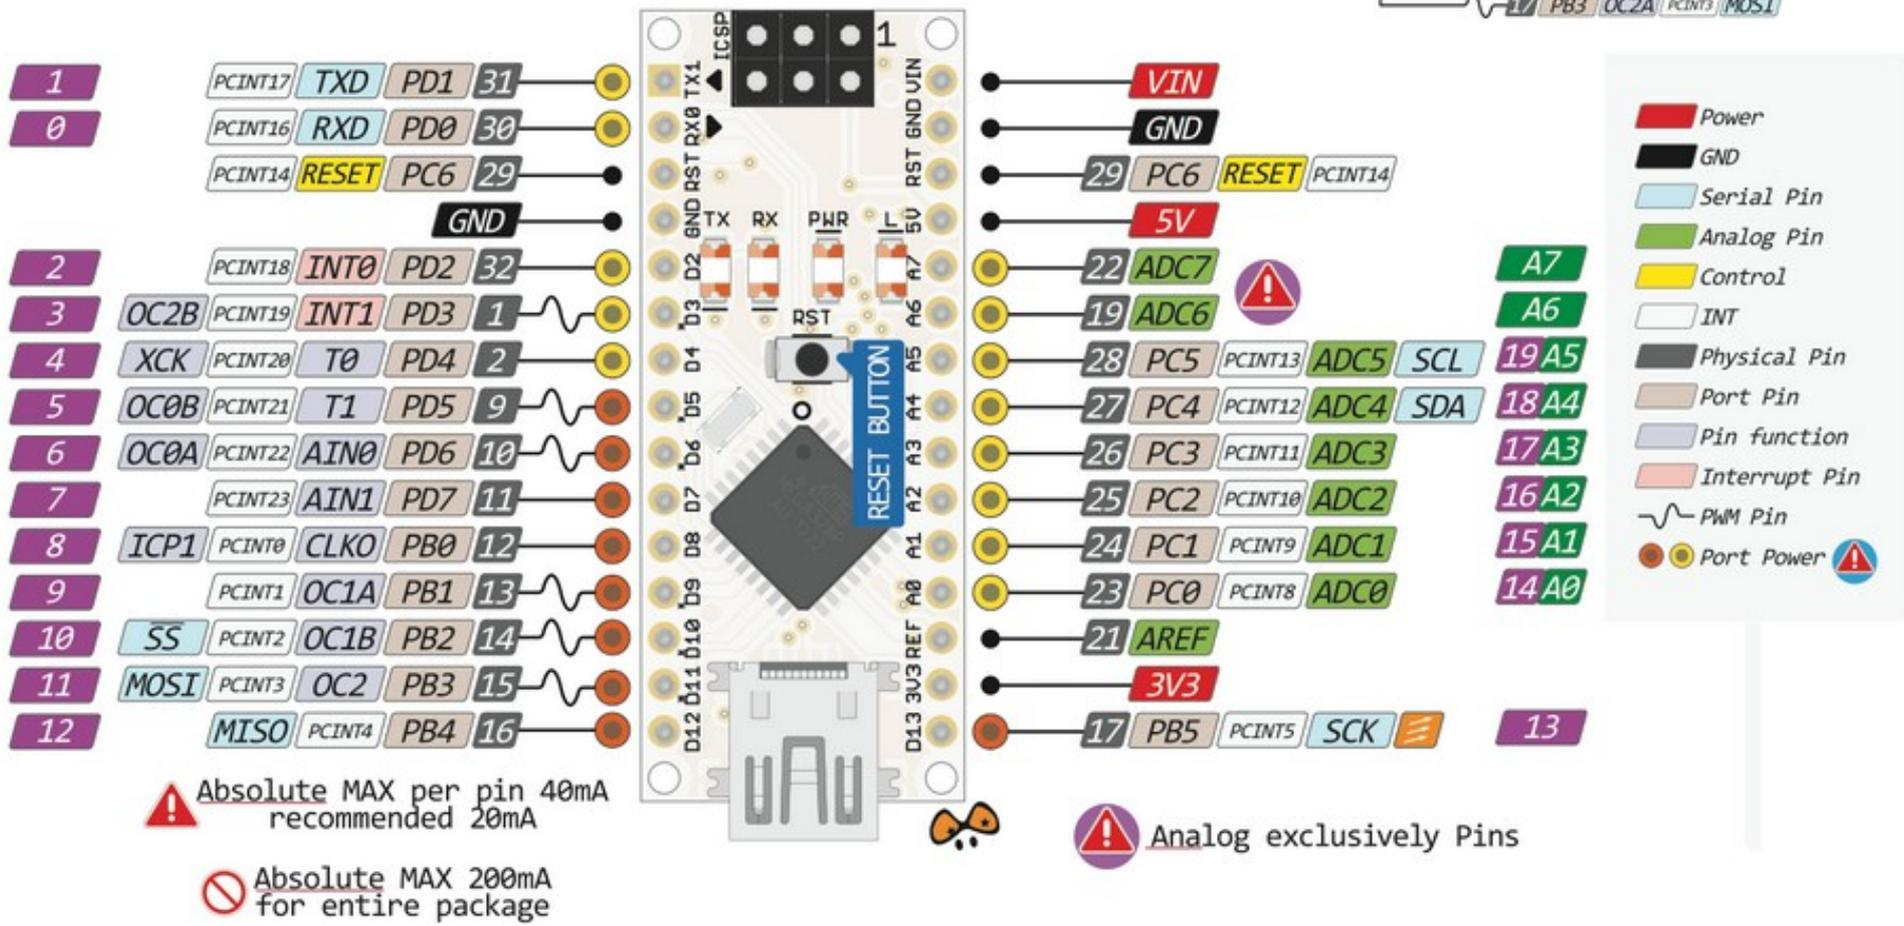 17 PB3 OC2A PCINT3 MOSI
ICSP 1
1 PCINT17 TXD PD1 31 TX1 VIN VIN
0 PCINT16 RXD PD0 30 RX0 GND GND
PCINT14 RESET PC6 29 RST RST 29 PC6 RESET PCINT14
GND GND TX RX PWR L 5V 5V
2 PCINT18 INT0 PD2 32 D2 A7 22 ADC7 A7
3 OC2B PCINT19 INT1 PD3 1 D3 A6 19 ADC6 A6
RST
4 XCK PCINT20 T0 PD4 2 D4 A5 28 PC5 PCINT13 ADC5 SCL 19 A5
RESET BUTTON
5 OC0B PCINT21 T1 PD5 9 D5 A4 27 PC4 PCINT12 ADC4 SDA 18 A4
6 OC0A PCINT22 AIN0 PD6 10 D6 A3 26 PC3 PCINT11 ADC3 17 A3
7 PCINT23 AIN1 PD7 11 D7 A2 25 PC2 PCINT10 ADC2 16 A2
8 ICP1 PCINT0 CLKO PB0 12 D8 A1 24 PC1 PCINT9 ADC1 15 A1
9 PCINT1 OC1A PB1 13 D9 A0 23 PC0 PCINT8 ADC0 14 A0
10 SS PCINT2 OC1B PB2 14 D10 REF 21 AREF
11 MOSI PCINT3 OC2 PB3 15 D11 3V3 3V3
12 MISO PCINT4 PB4 16 D12 D13 17 PB5 PCINT5 SCK 13
Power
GND
Serial Pin
Analog Pin
Control
INT
Physical Pin
Port Pin
Pin function
Interrupt Pin
PWM Pin
Port Power
Absolute MAX per pin 40mA
recommended 20mA
Absolute MAX 200mA
for entire package
Analog exclusively Pins